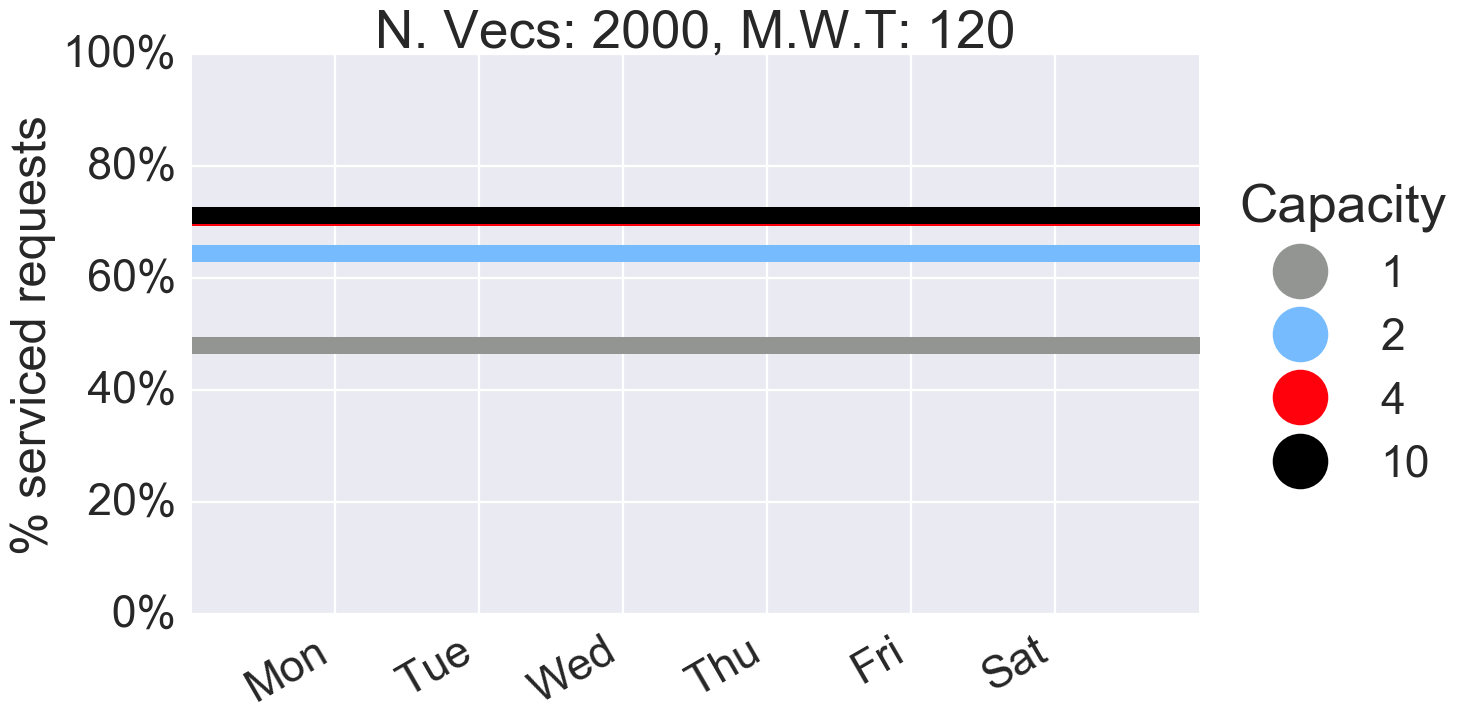 N. Vecs: 2000, M.W.T: 120
100%
80%
60%
40%
20%
0%
% serviced requests
Mon
Tue
Wed
Thu
Fri
Sat
Capacity
1
2
4
10